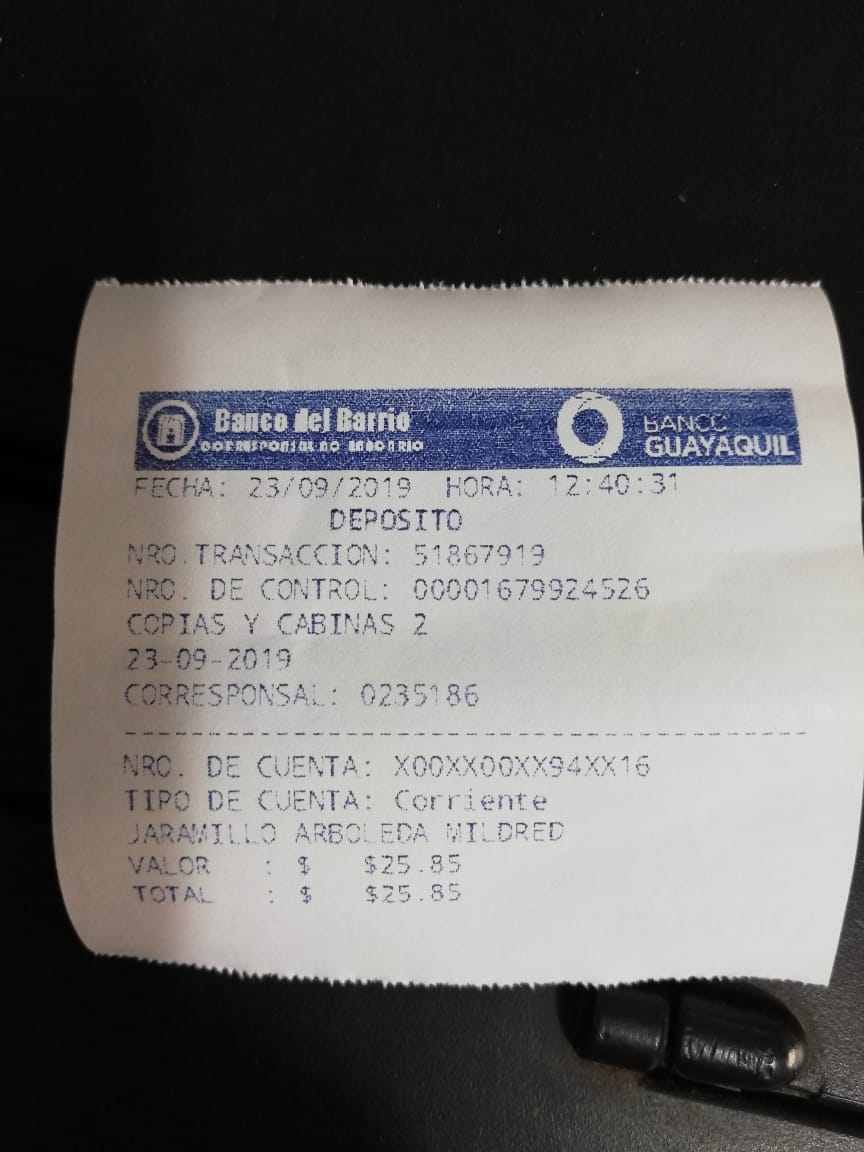 Banco del Barrio
CORRESPONSAL NO BANCARIO
BANCO
GUAYAQUIL
FECHA: 23/09/2019 HORA: 12:40:31
DEPOSITO
NRO.TRANSACCION: 51867919
NRO. DE CONTROL: 00001679924526
COPIAS Y CABINAS 2
23-09-2019
CORRESPONSAL: 0235186
NRO. DE CUENTA: X00XX00XX94XX16
TIPO DE CUENTA: Corriente
JARAMILLO ARBOLEDA MILDRED
VALOR : $ $25.85
TOTAL : $ $25.85